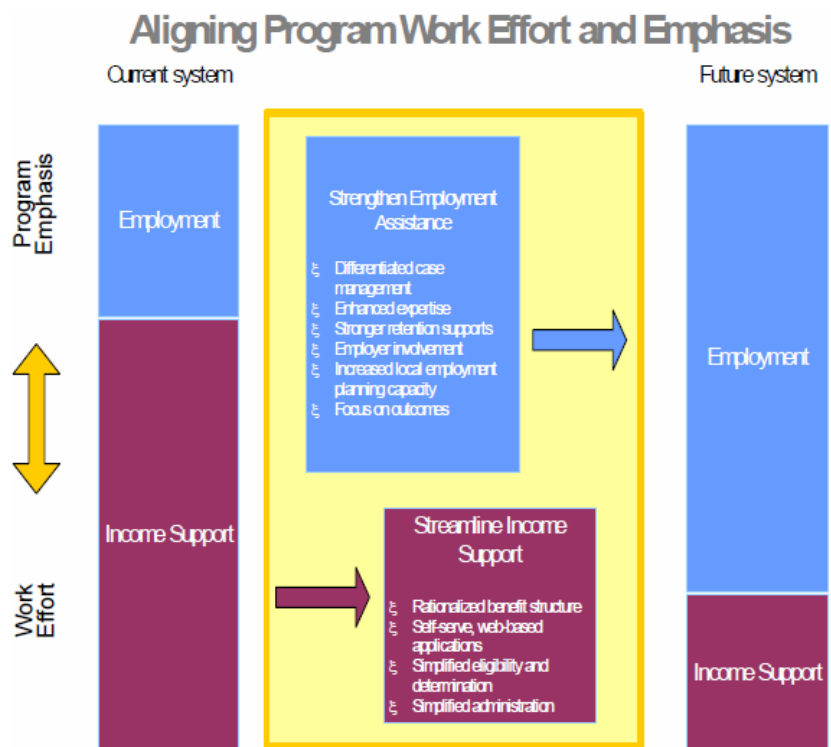 Aligning Program Work Effort and Emphasis
Current system
Future system
Program
Emphasis
Employment
Strengthen Employment
Assistance
ξ Differentiated case
management
ξ Enhanced expertise
ξ Stronger retention supports
ξ Employer involvement
ξ Increased local employment
planning capacity
ξ Focus on outcomes
Employment
Work
Effort
Income Support
Streamline Income
Support
ξ Rationalized benefit structure
ξ Self-serve, web-based
applications
ξ Simplified eligibility and
determination
ξ Simplified administration
Income Support